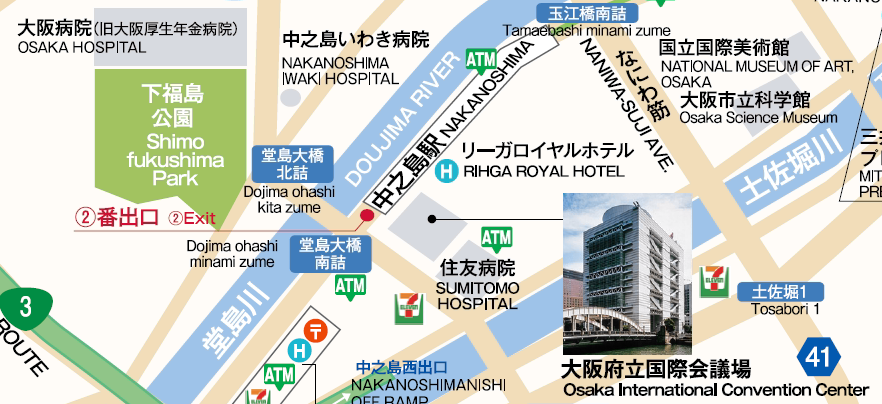 大阪病院(旧大阪厚生年金病院)
OSAKA HOSPITAL
中之島いわき病院
NAKANOSHIMA
IWAKI HOSPITAL
玉江橋南詰
Tamaebashi minami zume
ATM
国立国際美術館
NATIONAL MUSEUM OF ART,
OSAKA
大阪市立科学館
Osaka Science Museum
なにわ筋
NANIWA-SUJI AVE.
下福島
公園
Shimo
fukushima
Park
DOUJIMA RIVER
中之島駅 NAKANOSHIMA
堂島大橋
北詰
Dojima ohashi
kita zume
リーガロイヤルホテル
H RIHGA ROYAL HOTEL
土佐堀川
②番出口 ②Exit
Dojima ohashi
minami zume
堂島大橋
南詰
ATM
ATM
住友病院
SUMITOMO
HOSPITAL
7 ELEVEN
7 ELEVEN
土佐堀1
Tosabori 1
3
ROUTE
堂島川
〒
H
ATM
中之島西出口
NAKANOSHIMANISHI
OFF RAMP
大阪府立国際会議場
Osaka International Convention Center
41